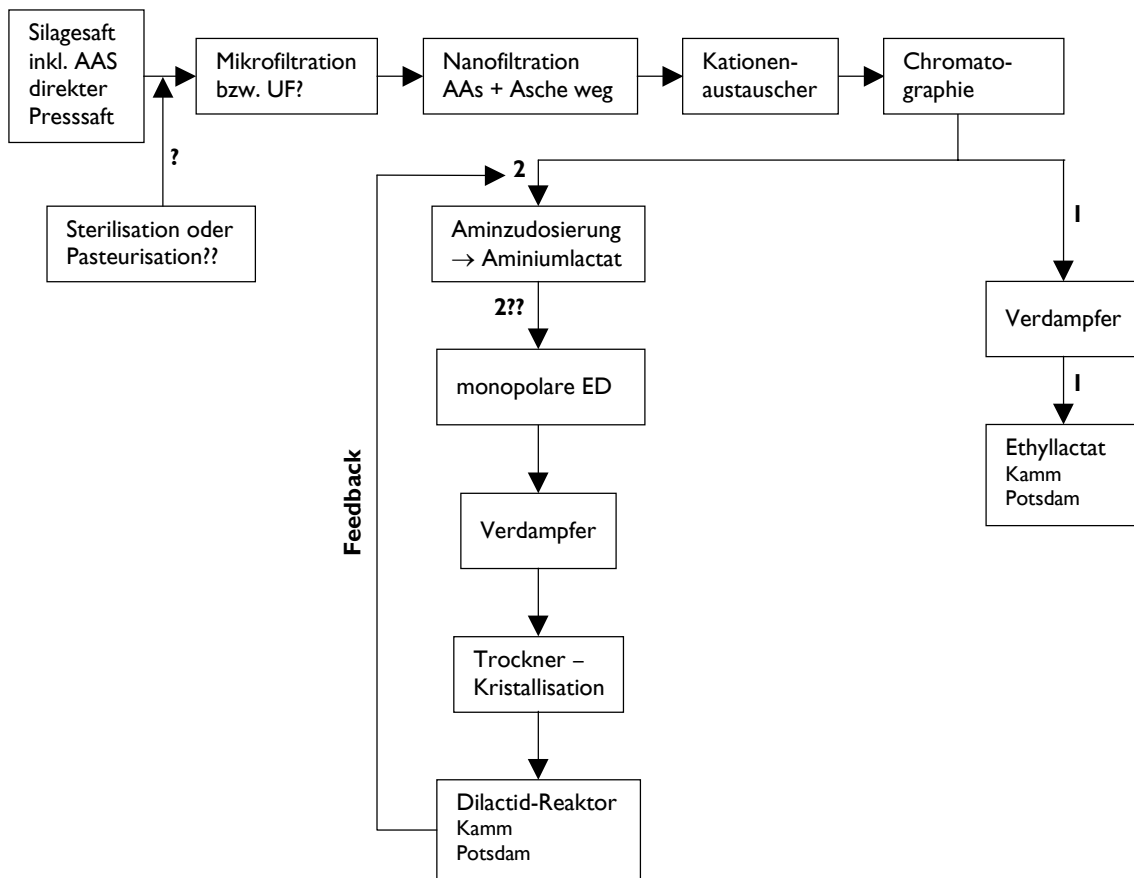 Silagesaft
inkl. AAS
direkter
Presssaft
Mikrofiltration
bzw. UF?
Nanofiltration
AAs + Asche weg
Kationen-
austauscher
Chromato-
graphie
?
Sterilisation oder
Pasteurisation??
2
Aminzudosierung
→ Aminiumlactat
2??
monopolare ED
Verdampfer
Trockner –
Kristallisation
Dilactid-Reaktor
Kamm
Potsdam
Feedback
1
Verdampfer
1
Ethyllactat
Kamm
Potsdam